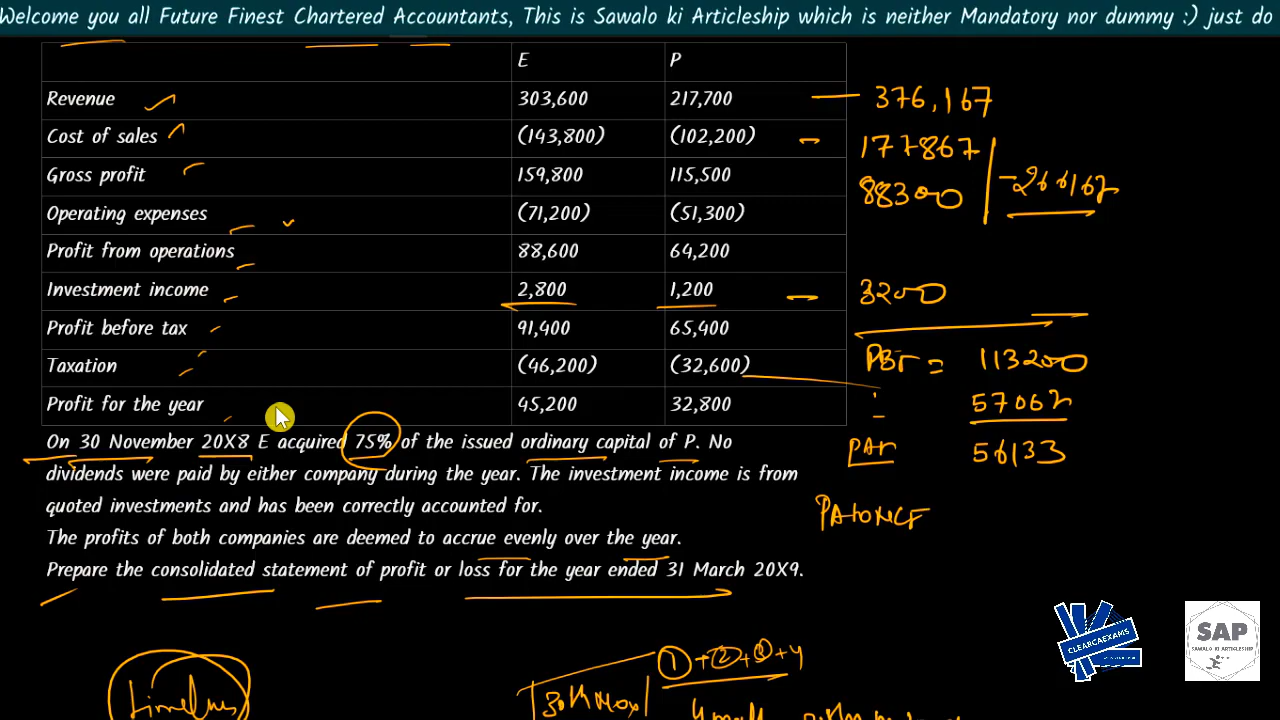 Welcome you all Future Finest Chartered Accountants, This is Sawalo ki Articleship which is neither Mandatory nor dummy :) just do
E P
Revenue 303,600 217,700 376,167
Cost of sales (143,800) (102,200) 177867
Gross profit 159,800 115,500 88300 -266167
Operating expenses (71,200) (51,300)
Profit from operations 88,600 64,200
Investment income 2,800 1,200 3200
Profit before tax 91,400 65,400
Taxation (46,200) (32,600) PBT = 113200
Profit for the year 45,200 32,800 57067
On 30 November 20X8 E acquired 75% of the issued ordinary capital of P. No PAT 56133
dividends were paid by either company during the year. The investment income is from
quoted investments and has been correctly accounted for.
The profits of both companies are deemed to accrue evenly over the year.
Prepare the consolidated statement of profit or loss for the year ended 31 March 20X9.
CLEARCAEXAMS
SAP
SAWALO KI ARTICLESHIP
1+2+3+4
timelines